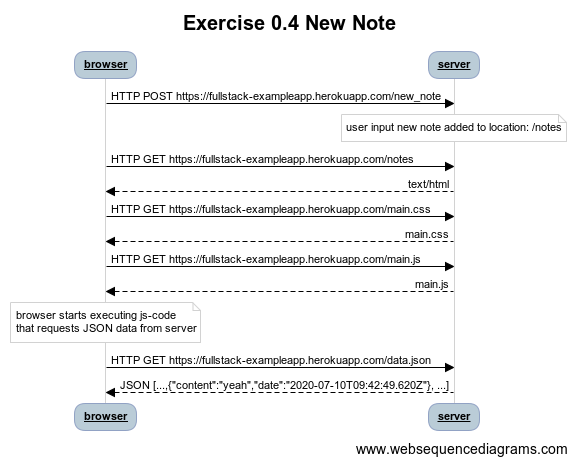 Exercise 0.4 New Note
browser
server
HTTP POST https://fullstack-exampleapp.herokuapp.com/new_note
user input new note added to location: /notes
HTTP GET https://fullstack-exampleapp.herokuapp.com/notes
text/html
HTTP GET https://fullstack-exampleapp.herokuapp.com/main.css
main.css
HTTP GET https://fullstack-exampleapp.herokuapp.com/main.js
main.js
browser starts executing js-code
that requests JSON data from server
HTTP GET https://fullstack-exampleapp.herokuapp.com/data.json
JSON [...,{"content":"yeah","date":"2020-07-10T09:42:49.620Z"}, ...]
browser
server
www.websequencediagrams.com